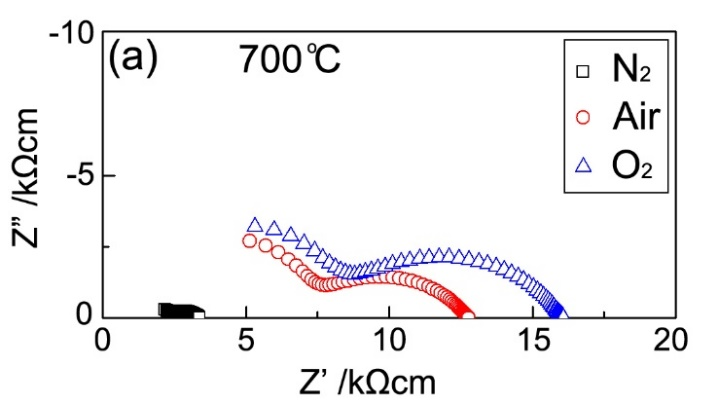 -10
(a)
700℃
N₂
Air
O₂
-5
0
Z" /kΩcm
0
5
10
15
20
Z' /kΩcm